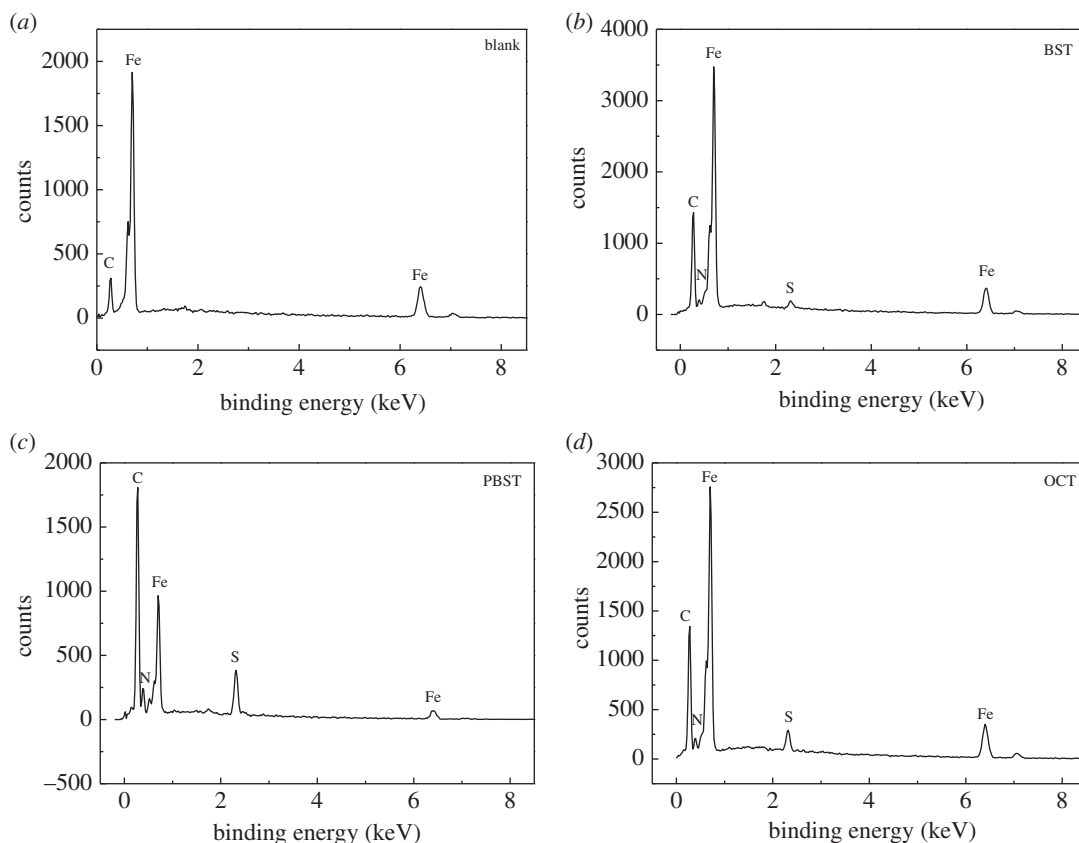 (a)
blank
2000
1500
1000
500
0
counts
Fe
C
Fe
0 2 4 6 8
binding energy (keV)
(b)
BST
4000
3000
2000
1000
0
counts
Fe
C
N
S
Fe
0 2 4 6 8
binding energy (keV)
(c)
PBST
2000
1500
1000
500
0
–500
counts
C
Fe
N
S
Fe
0 2 4 6 8
binding energy (keV)
(d)
OCT
3000
2500
2000
1500
1000
500
0
counts
Fe
C
N
S
Fe
0 2 4 6 8
binding energy (keV)